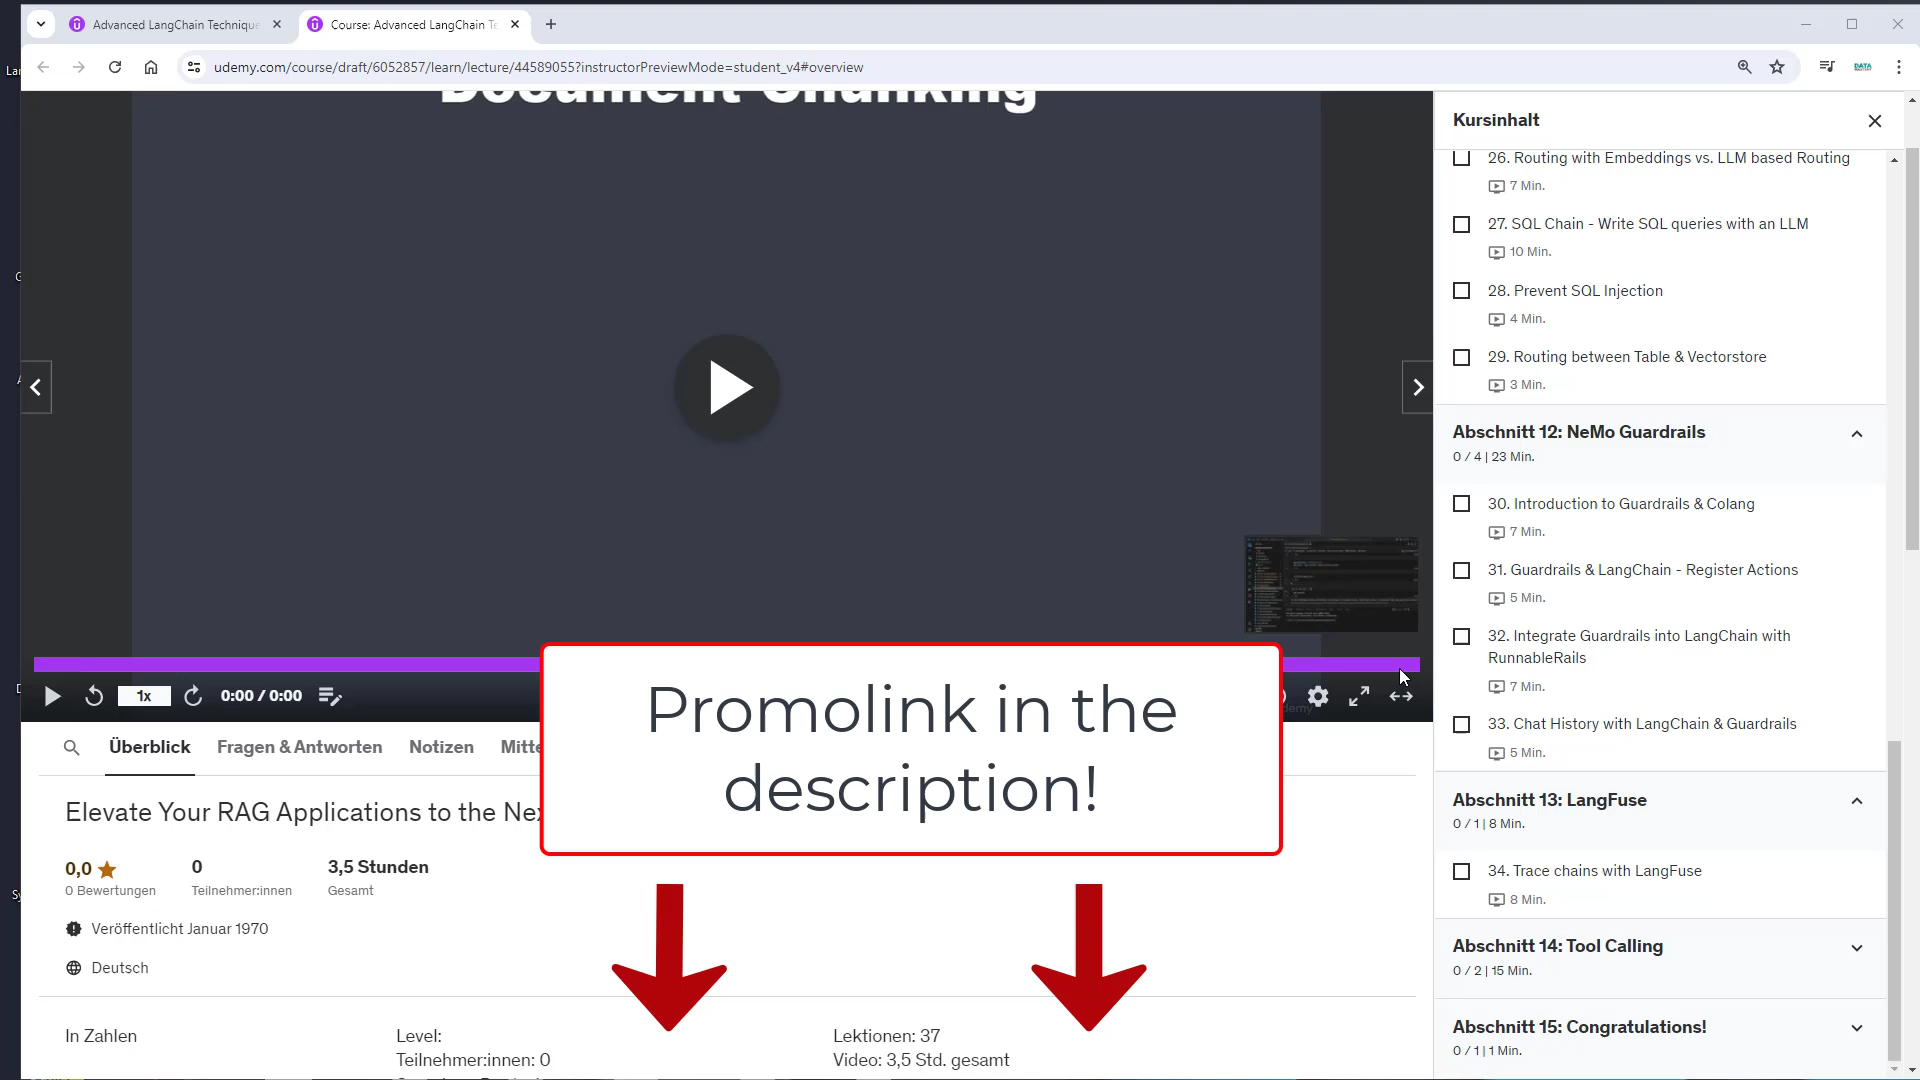 Advanced LangChain Technique
Course: Advanced LangChain Te
udemy.com/course/draft/6052857/learn/lecture/44589055?instructorPreviewMode=student_v4#overview
DATA
Document Chunking
1x
0:00 / 0:00
Promolink in the
description!
Überblick
Fragen & Antworten
Notizen
Mitte
Elevate Your RAG Applications to the Nex
0,0
0 Bewertungen
0
Teilnehmer:innen
3,5 Stunden
Gesamt
Veröffentlicht Januar 1970
Deutsch
In Zahlen
Level:
Teilnehmer:innen: 0
Lektionen: 37
Video: 3,5 Std. gesamt
Kursinhalt
26. Routing with Embeddings vs. LLM based Routing
7 Min.
27. SQL Chain - Write SQL queries with an LLM
10 Min.
28. Prevent SQL Injection
4 Min.
29. Routing between Table & Vectorstore
3 Min.
Abschnitt 12: NeMo Guardrails
0 / 4 | 23 Min.
30. Introduction to Guardrails & Colang
7 Min.
31. Guardrails & LangChain - Register Actions
5 Min.
32. Integrate Guardrails into LangChain with
RunnableRails
7 Min.
33. Chat History with LangChain & Guardrails
5 Min.
Abschnitt 13: LangFuse
0 / 1 | 8 Min.
34. Trace chains with LangFuse
8 Min.
Abschnitt 14: Tool Calling
0 / 2 | 15 Min.
Abschnitt 15: Congratulations!
0 / 1 | 1 Min.